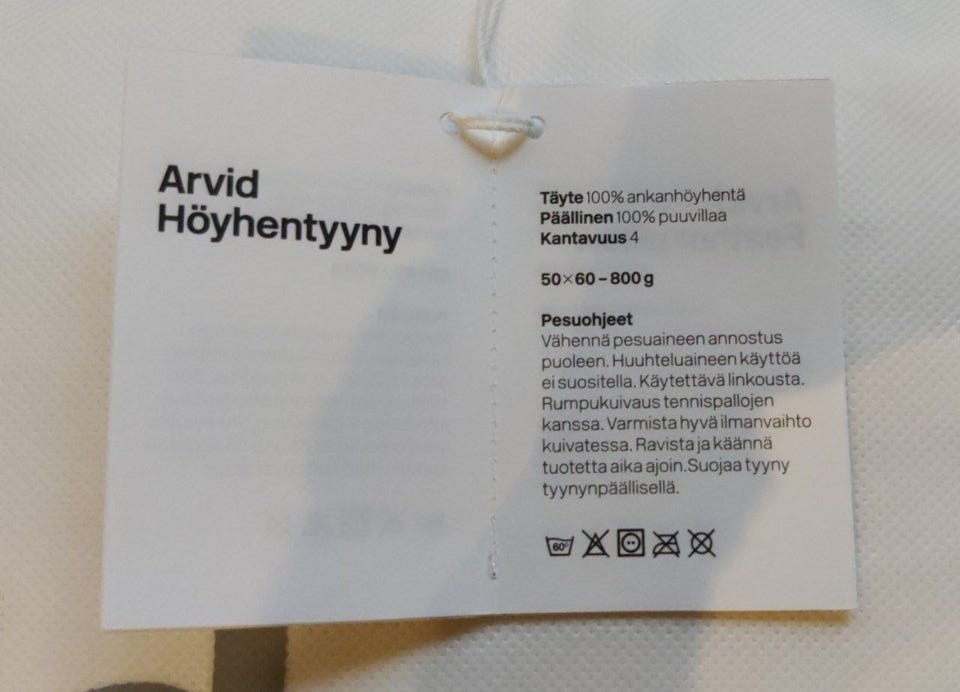 Arvid
Höyhentyyny
Täyte 100% ankanhöyhentä
Päällinen 100% puuvillaa
Kantavuus 4
50×60 – 800 g
Pesuohjeet
Vähennä pesuaineen annostus
puoleen. Huuhteluaineen käyttöä
ei suositella. Käytettävä linkousta.
Rumpukuivaus tennispallojen
kanssa. Varmista hyvä ilmanvaihto
kuivatessa. Ravista ja käännä
tuotetta aika ajoin.Suojaa tyyny
tyynynpäällisellä.
60°